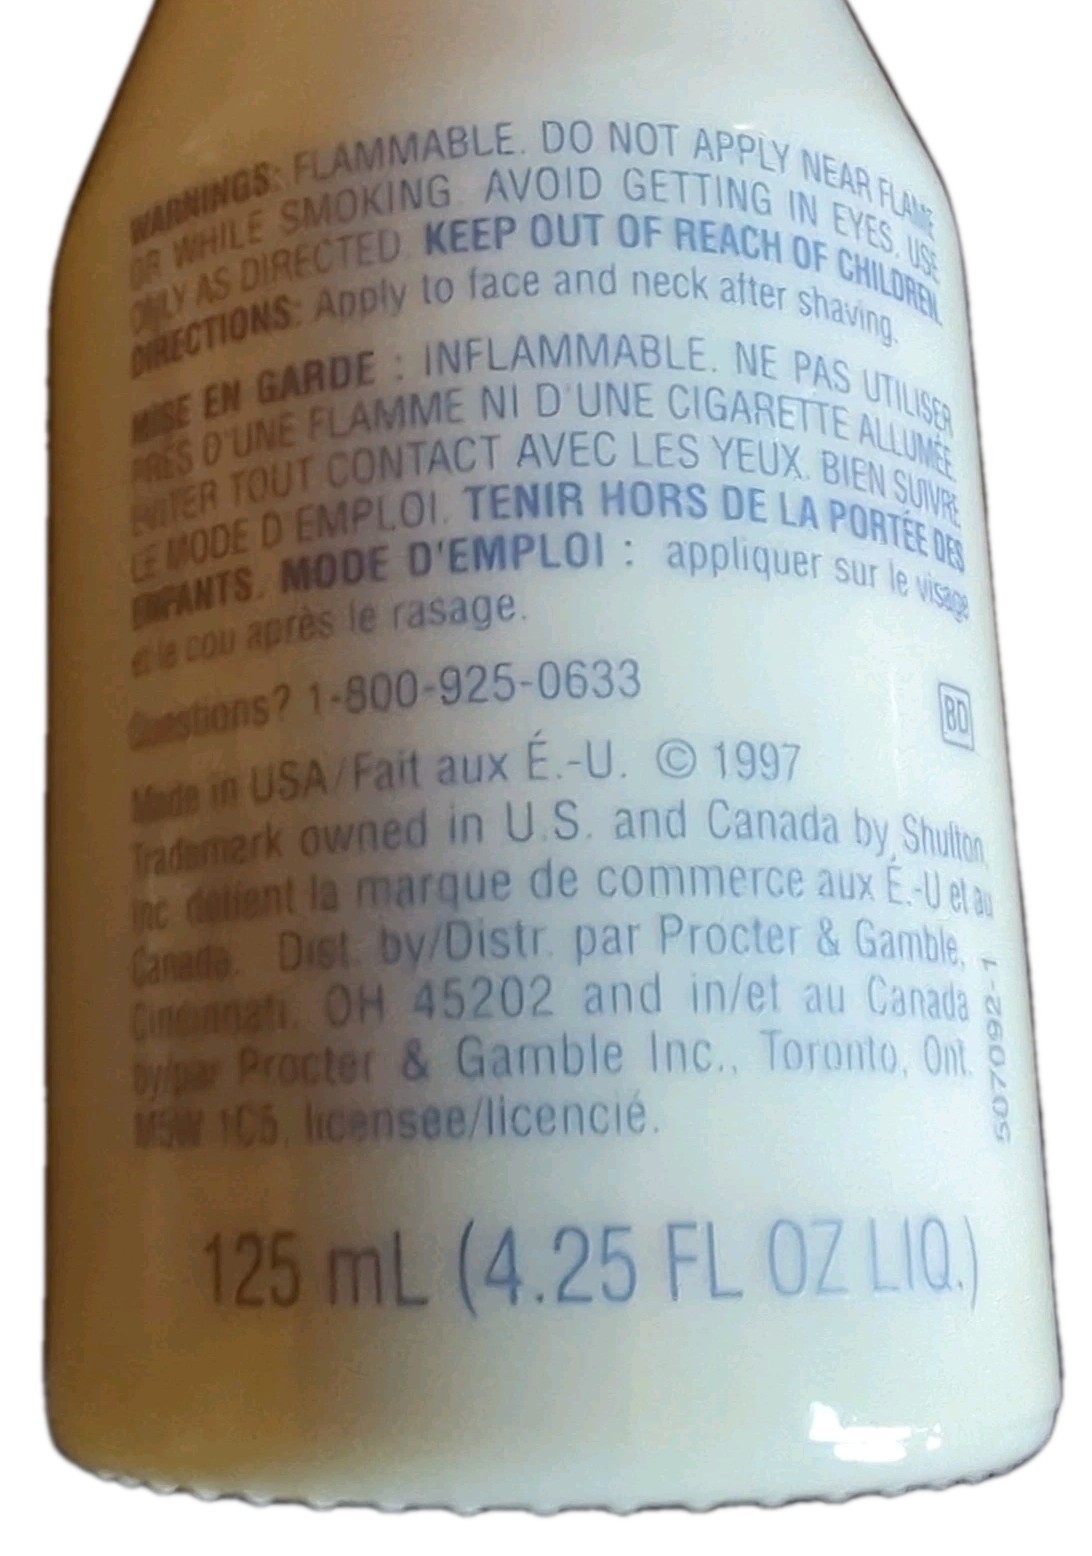 WARNINGS: FLAMMABLE. DO NOT APPLY NEAR FLAME
OR WHILE SMOKING. AVOID GETTING IN EYES. USE
ONLY AS DIRECTED. KEEP OUT OF REACH OF CHILDREN.
DIRECTIONS: Apply to face and neck after shaving.
MISE EN GARDE : INFLAMMABLE. NE PAS UTILISER
PRÈS D'UNE FLAMME NI D'UNE CIGARETTE ALLUMÉE.
ÉVITER TOUT CONTACT AVEC LES YEUX. BIEN SUIVRE
LE MODE D'EMPLOI. TENIR HORS DE LA PORTÉE DES
ENFANTS. MODE D'EMPLOI : appliquer sur le visage
et le cou après le rasage.
Questions? 1-800-925-0633
BD
Made in USA/Fait aux É.-U. © 1997
Trademark owned in U.S. and Canada by Shulton,
Inc. détient la marque de commerce aux É.-U et au
Canada. Dist. by/Distr. par Procter & Gamble,
Cincinnati, OH 45202 and in/et au Canada
by/par Procter & Gamble Inc., Toronto, Ont.
M5W 1C5, licensee/licencié.
507092-1
125 mL (4.25 FL OZ LIQ.)